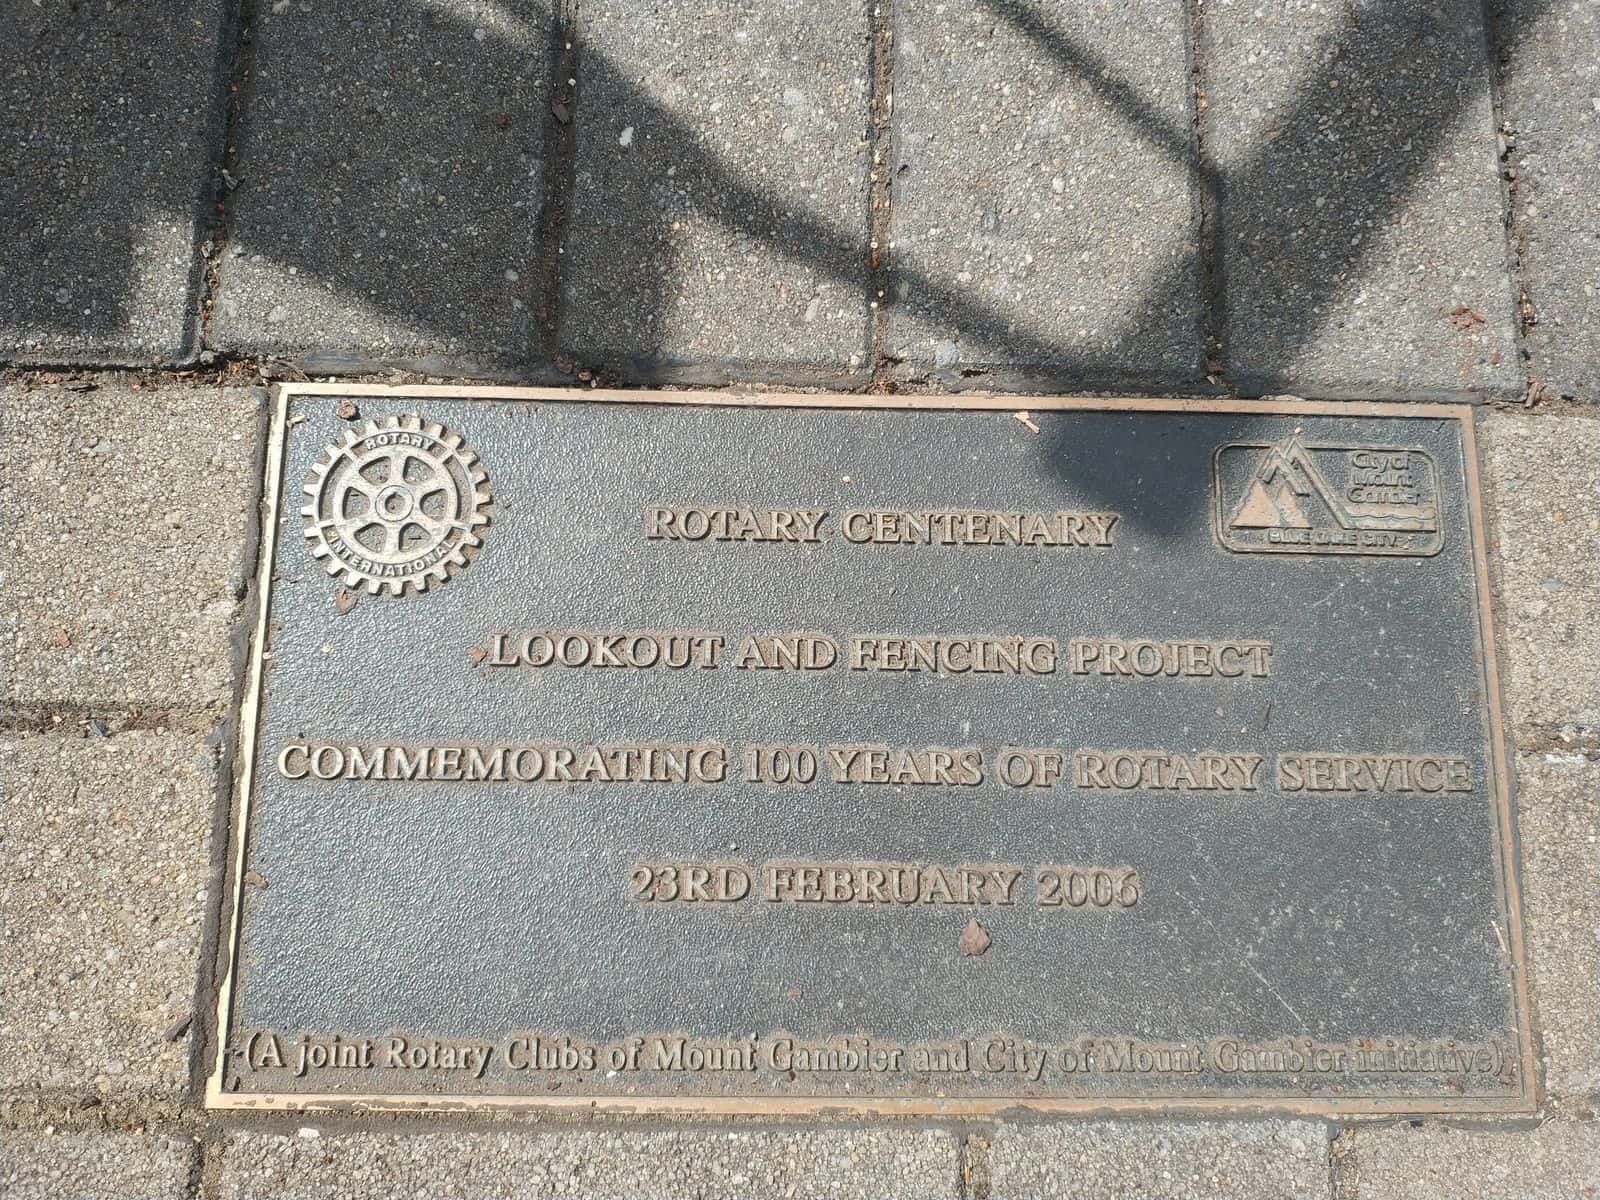 ROTARY
INTERNATIONAL
City of
Mount
Gambier
BLUE LAKE CITY
ROTARY CENTENARY
LOOKOUT AND FENCING PROJECT
COMMEMORATING 100 YEARS OF ROTARY SERVICE
23RD FEBRUARY 2006
(A joint Rotary Clubs of Mount Gambier and City of Mount Gambier initiative)